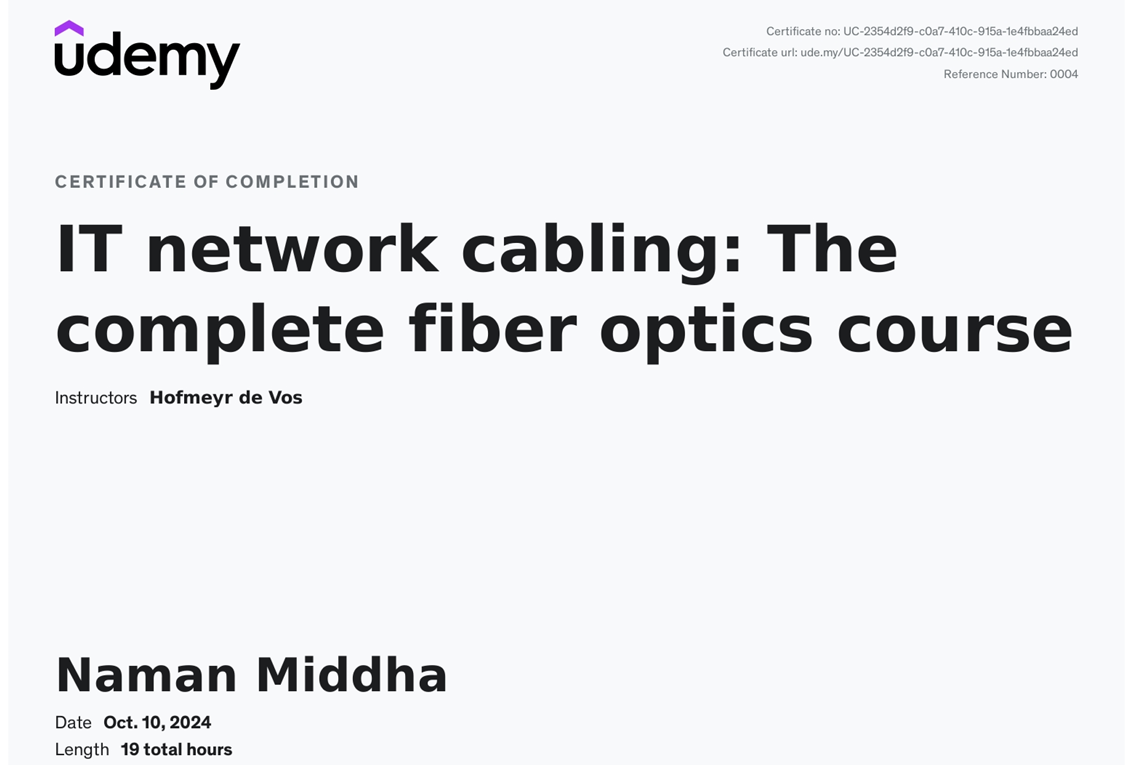 udemy
Certificate no: UC-2354d2f9-c0a7-410c-915a-1e4fbbaa24ed
Certificate url: ude.my/UC-2354d2f9-c0a7-410c-915a-1e4fbbaa24ed
Reference Number: 0004
CERTIFICATE OF COMPLETION
IT network cabling: The
complete fiber optics course
Instructors Hofmeyr de Vos
Naman Middha
Date Oct. 10, 2024
Length 19 total hours